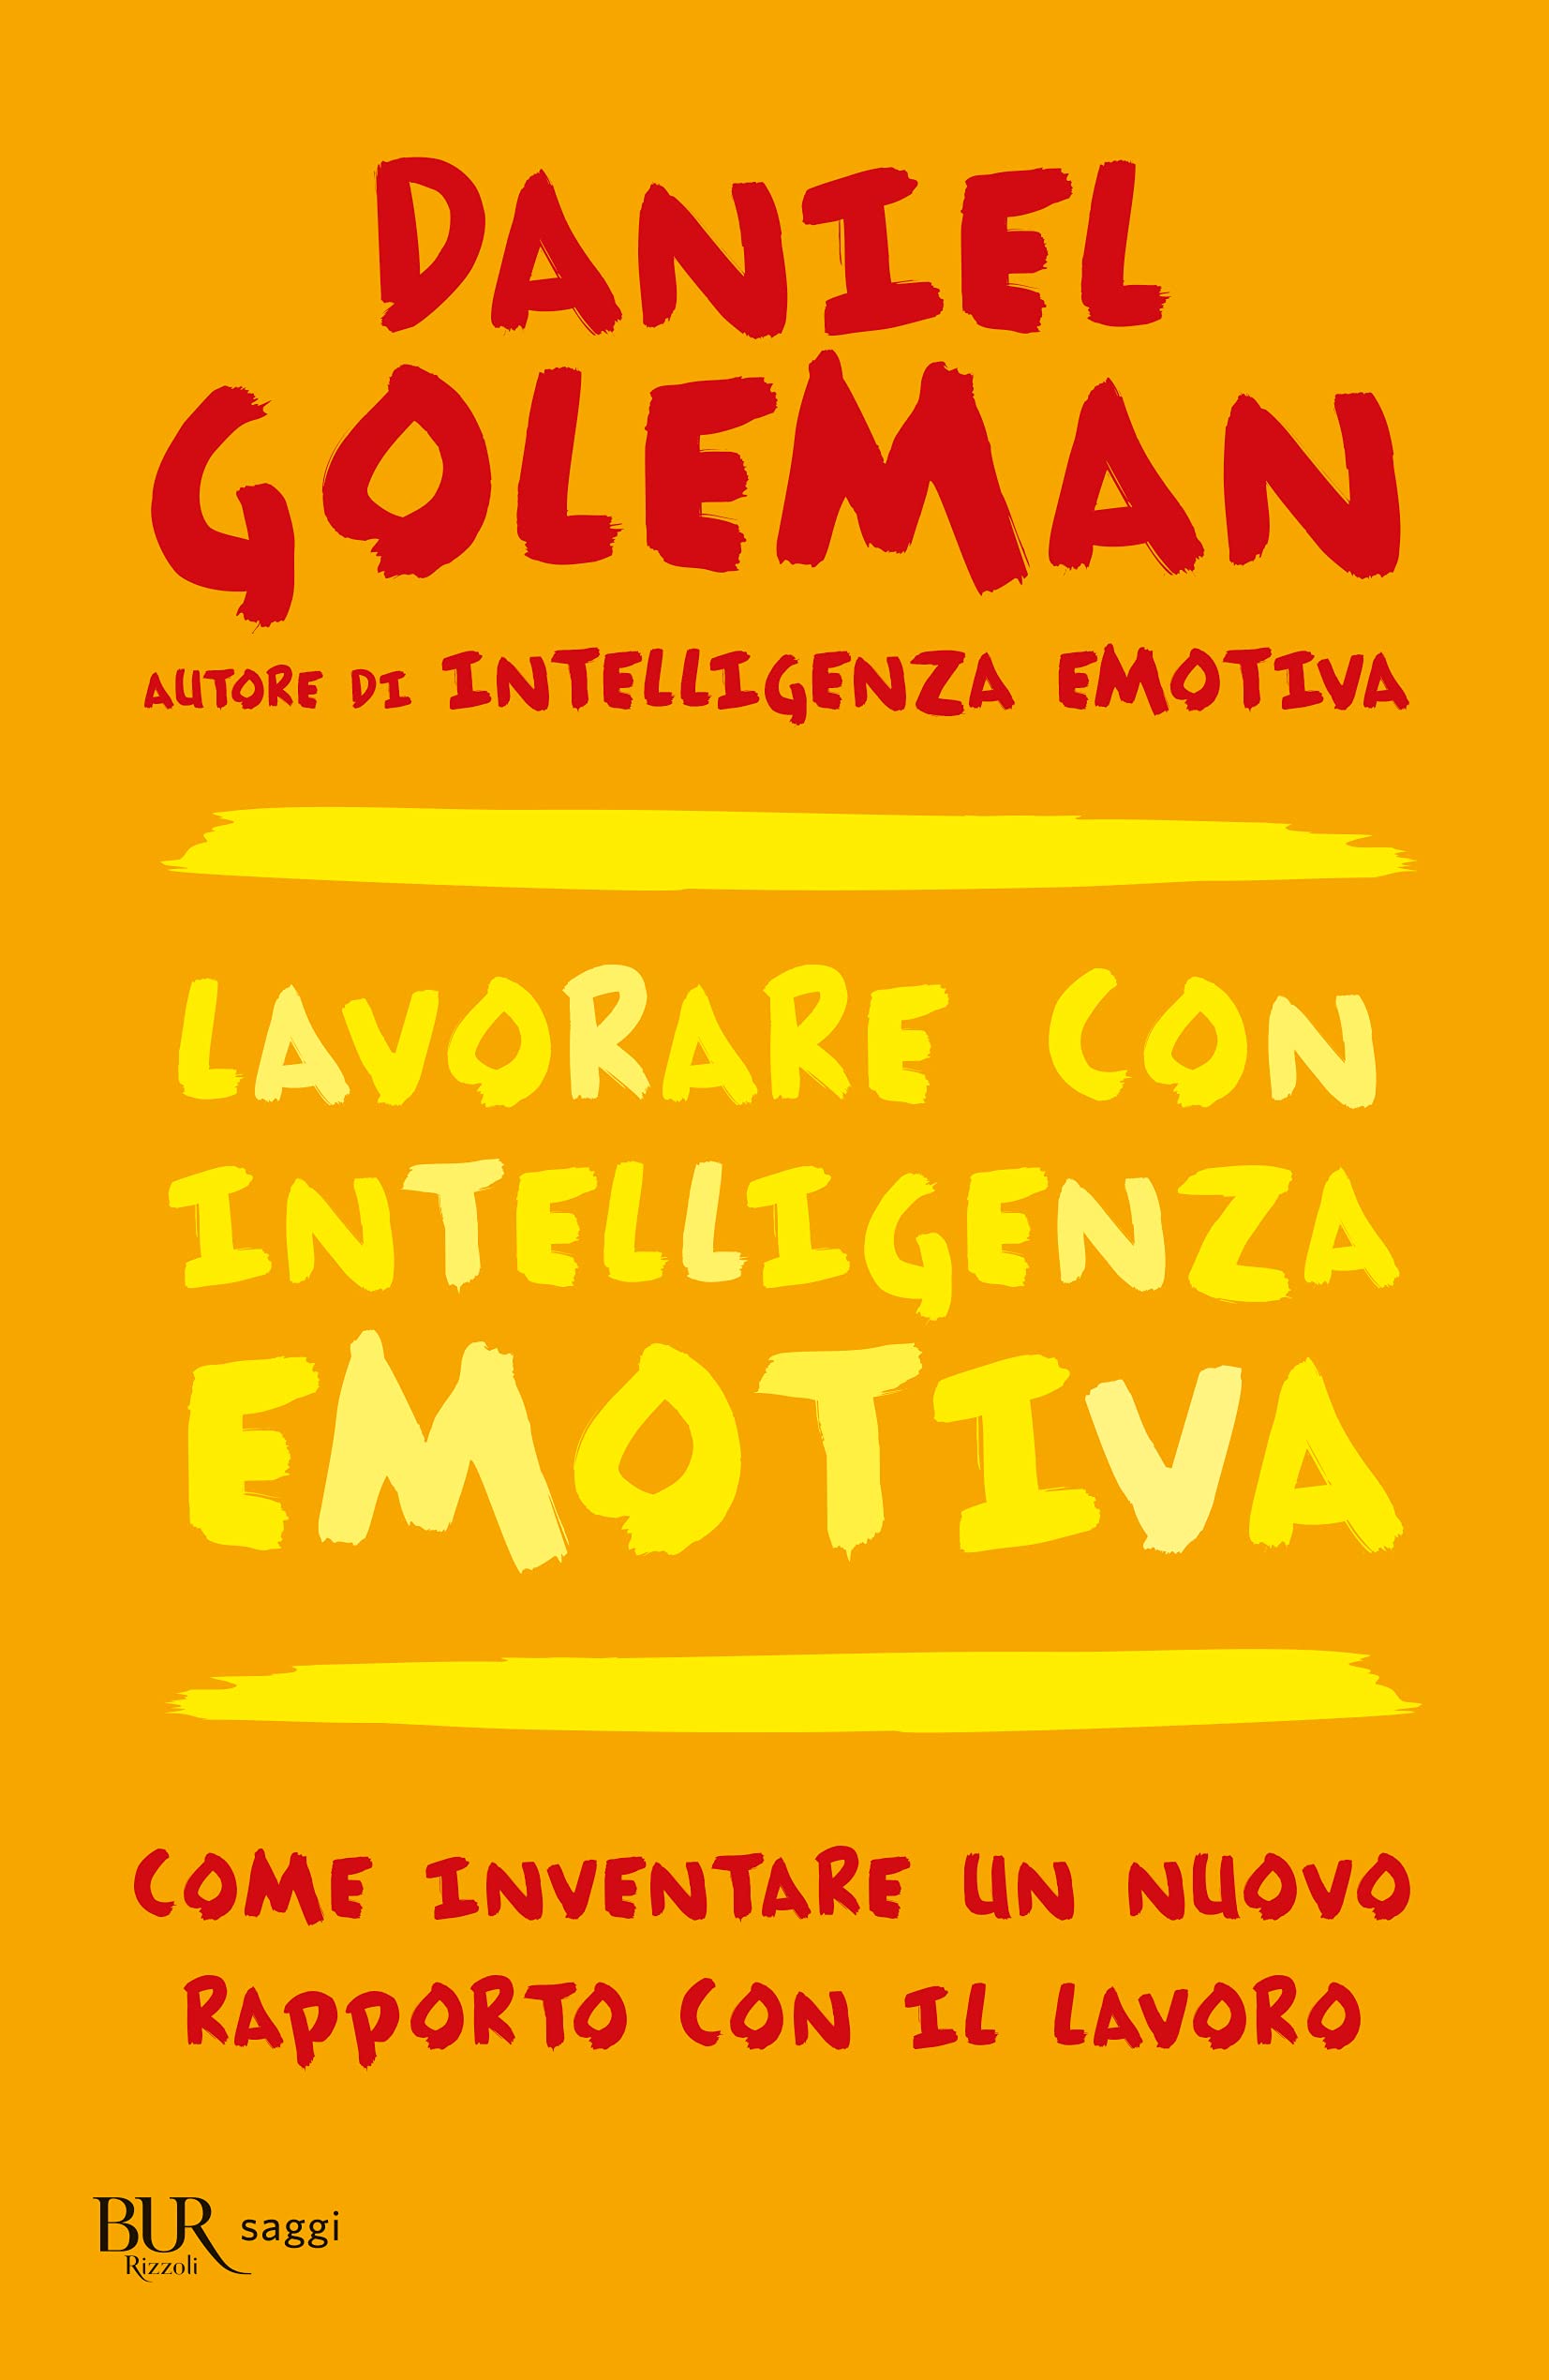 DANIEL
GOLEMAN
AUTORE DI INTELLIGENZA EMOTIVA
LAVORARE CON
INTELLIGENZA
EMOTIVA
COME INVENTARE UN NUOVO
RAPPORTO CON IL LAVORO
BUR saggi
Rizzoli